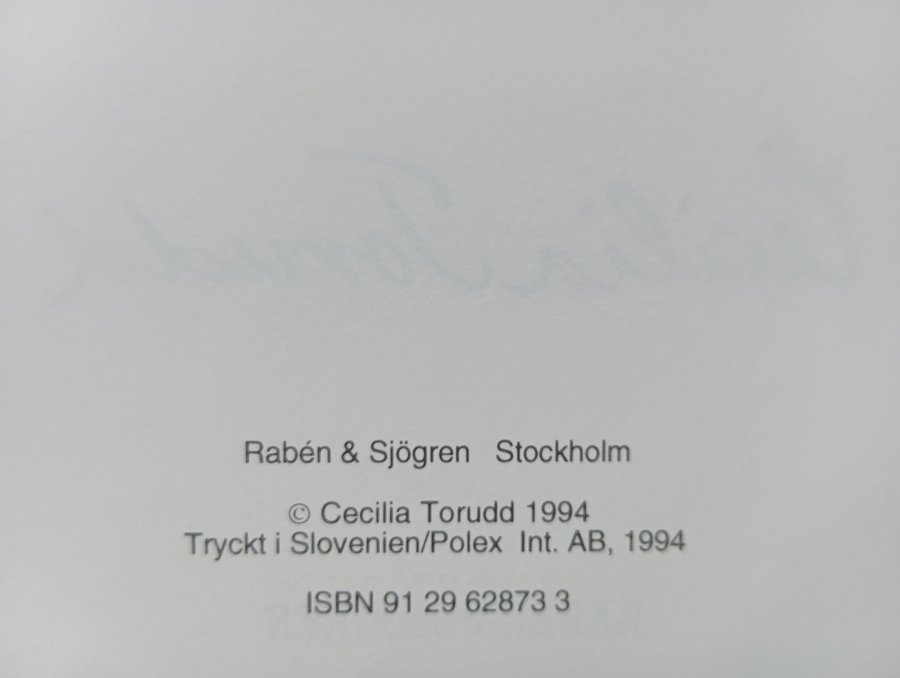 Rabén & Sjögren Stockholm
© Cecilia Torudd 1994
Tryckt i Slovenien/Polex Int. AB, 1994
ISBN 91 29 62873 3